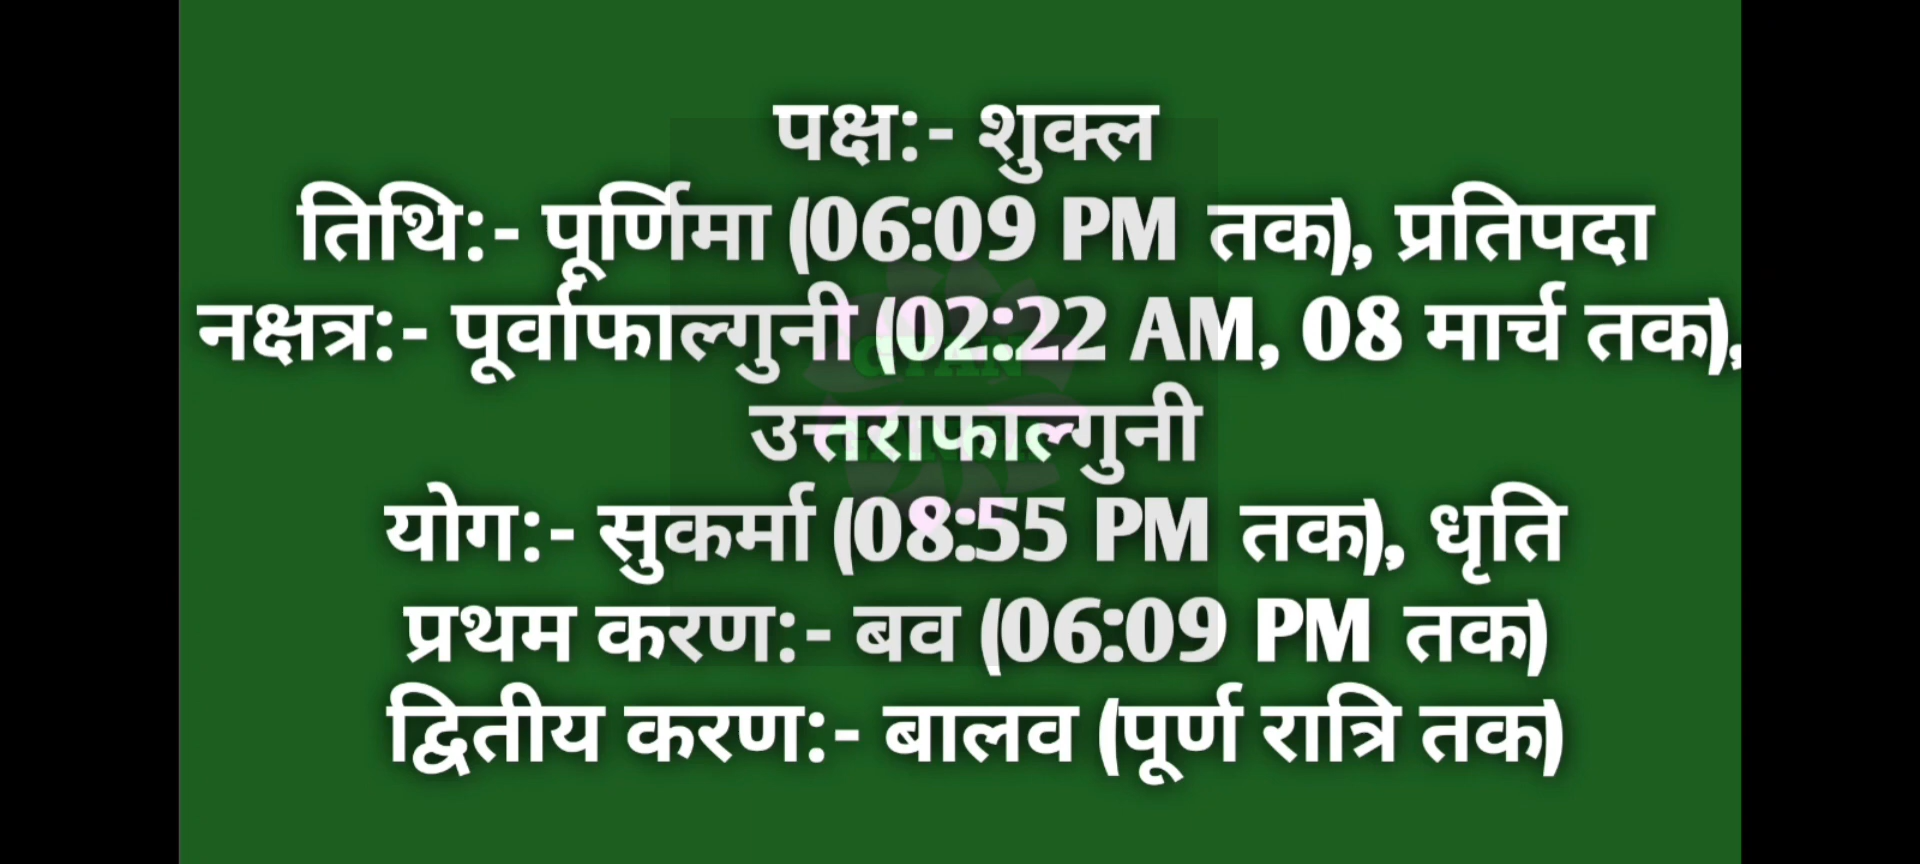 पक्ष:- शुक्ल
तिथि:- पूर्णिमा (06:09 PM तक), प्रतिपदा
नक्षत्र:- पूर्वाफाल्गुनी (02:22 AM, 08 मार्च तक),
उत्तराफाल्गुनी
योग:- सुकर्मा (08:55 PM तक), धृति
प्रथम करण:- बव (06:09 PM तक)
द्वितीय करण:- बालव (पूर्ण रात्रि तक)
GYAN